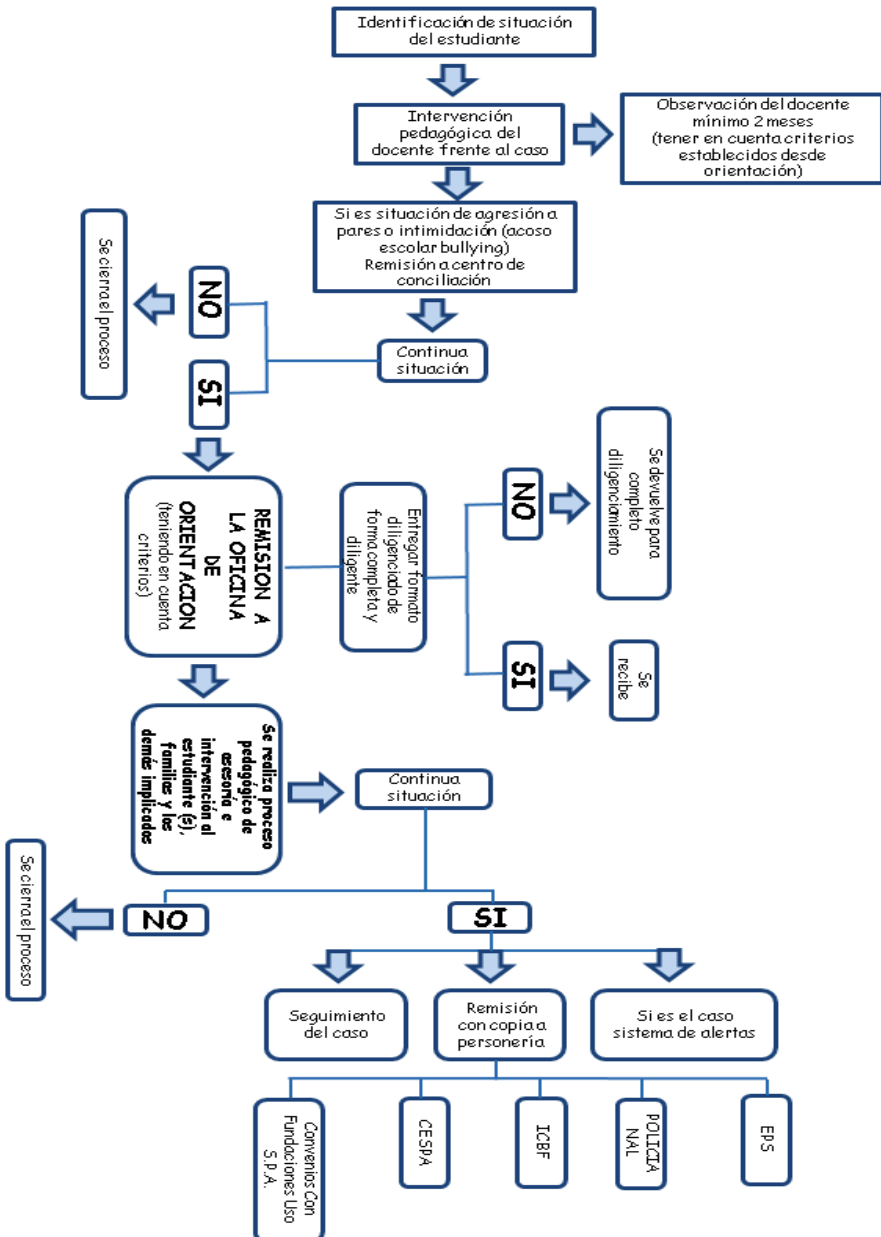 Identificación de situación
del estudiante
Intervención
pedagógica del
docente frente al caso
Observación del docente
mínimo 2 meses
(tener en cuenta criterios
establecidos desde
orientación)
Si es situación de agresión a
pares o intimidación (acoso
escolar bullying)
Remisión a centro de
conciliación
Continua
situación
NO
Se cierra el proceso
SI
REMISION A
LA OFICINA
DE
ORIENTACION
(teniendo en cuenta
criterios)
Entregar formato
diligenciado de
forma completa y
diligente
NO
Se devuelve para
completo
diligenciamiento
SI
Se
recibe
Se realiza proceso
pedagógico de
asesoría e
intervención al
estudiante (s),
familias y los
demás implicados
Continua
situación
NO
Se cierra el proceso
SI
Seguimiento
del caso
Remisión
con copia a
personería
Si es el caso
sistema de alertas
Convenios Con
Fundaciones Uso
S.P.A.
CESPA
ICBF
POLICIA
NAL
EPS